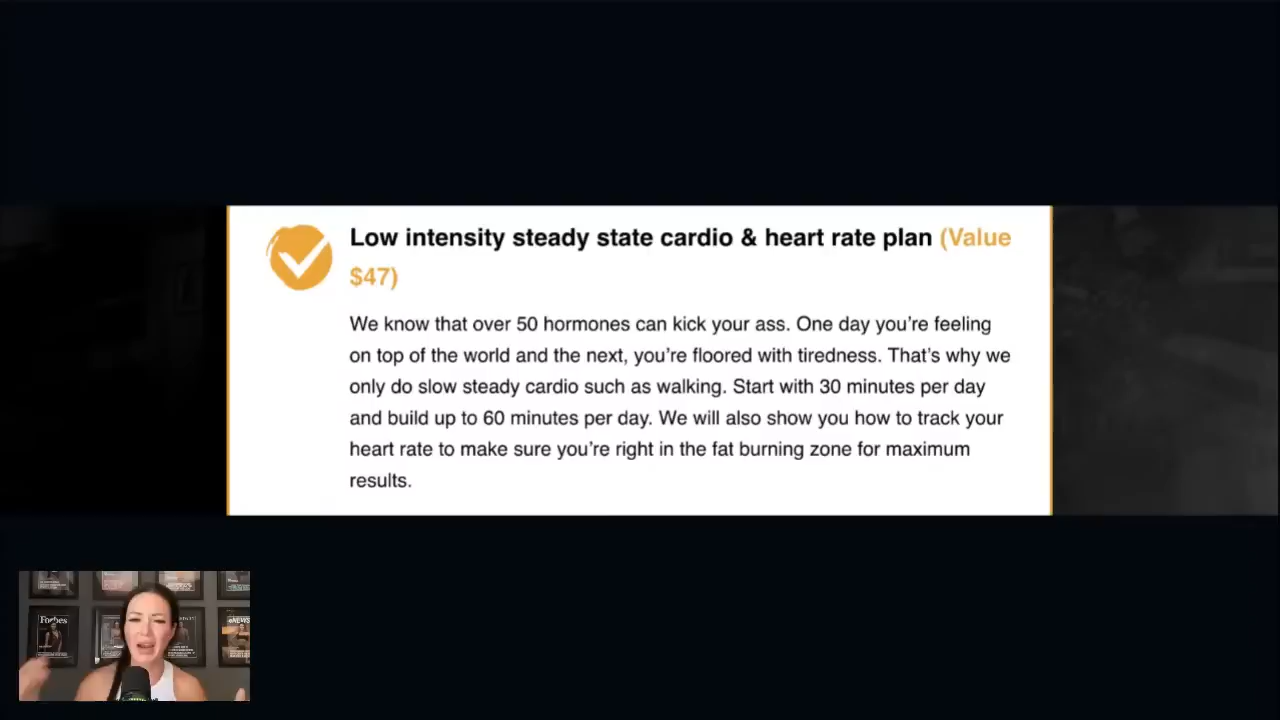 Low intensity steady state cardio & heart rate plan (Value
$47)
We know that over 50 hormones can kick your ass. One day you’re feeling
on top of the world and the next, you’re floored with tiredness. That’s why we
only do slow steady cardio such as walking. Start with 30 minutes per day
and build up to 60 minutes per day. We will also show you how to track your
heart rate to make sure you’re right in the fat burning zone for maximum
results.
Forbes